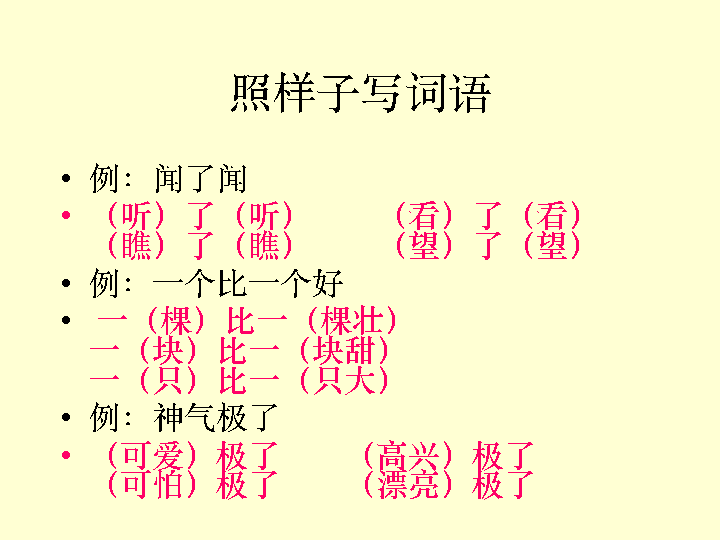 照样子写词语
• 例：闻了闻
• （听）了（听） （看）了（看）
（瞧）了（瞧） （望）了（望）
• 例：一个比一个好
• 一（棵）比一（棵壮）
一（块）比一（块甜）
一（只）比一（只大）
• 例：神气极了
• （可爱）极了 （高兴）极了
（可怕）极了 （漂亮）极了